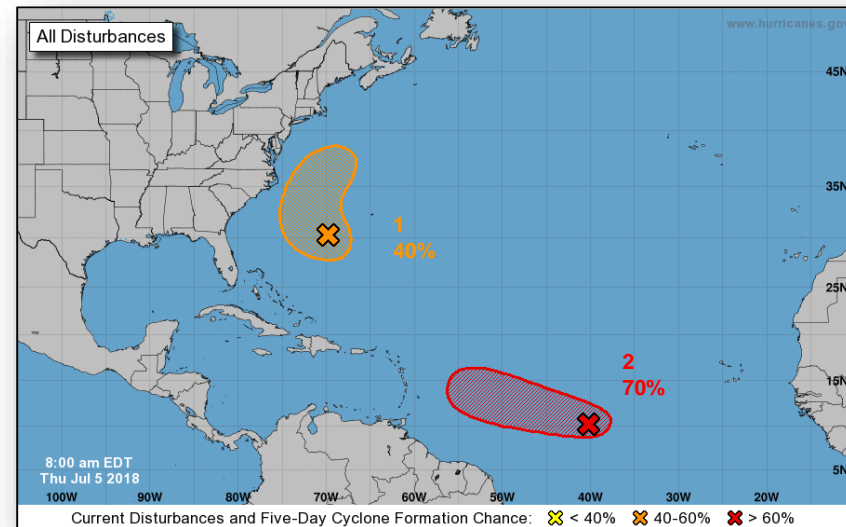 All Disturbances
www.hurricanes.gov
45N
35N
1
40%
25N
2
70%
15N
5N
8:00 am EDT
Thu Jul 5 2018
100W 90W 80W 70W 60W 50W 40W 30W 20W
Current Disturbances and Five-Day Cyclone Formation Chance: < 40% 40-60% > 60%